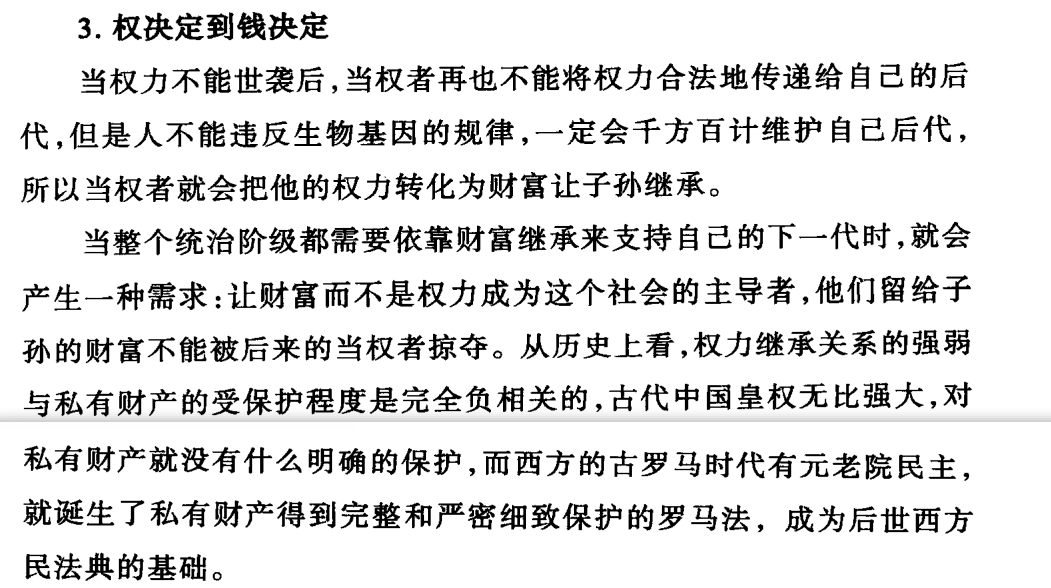 3. 权决定到钱决定
当权力不能世袭后,当权者再也不能将权力合法地传递给自己的后
代,但是人不能违反生物基因的规律,一定会千方百计维护自己后代,
所以当权者就会把他的权力转化为财富让子孙继承。
当整个统治阶级都需要依靠财富继承来支持自己的下一代时,就会
产生一种需求:让财富而不是权力成为这个社会的主导者,他们留给子
孙的财富不能被后来的当权者掠夺。从历史上看,权力继承关系的强弱
与私有财产的受保护程度是完全负相关的,古代中国皇权无比强大,对
私有财产就没有什么明确的保护,而西方的古罗马时代有元老院民主,
就诞生了私有财产得到完整和严密细致保护的罗马法，成为后世西方
民法典的基础。